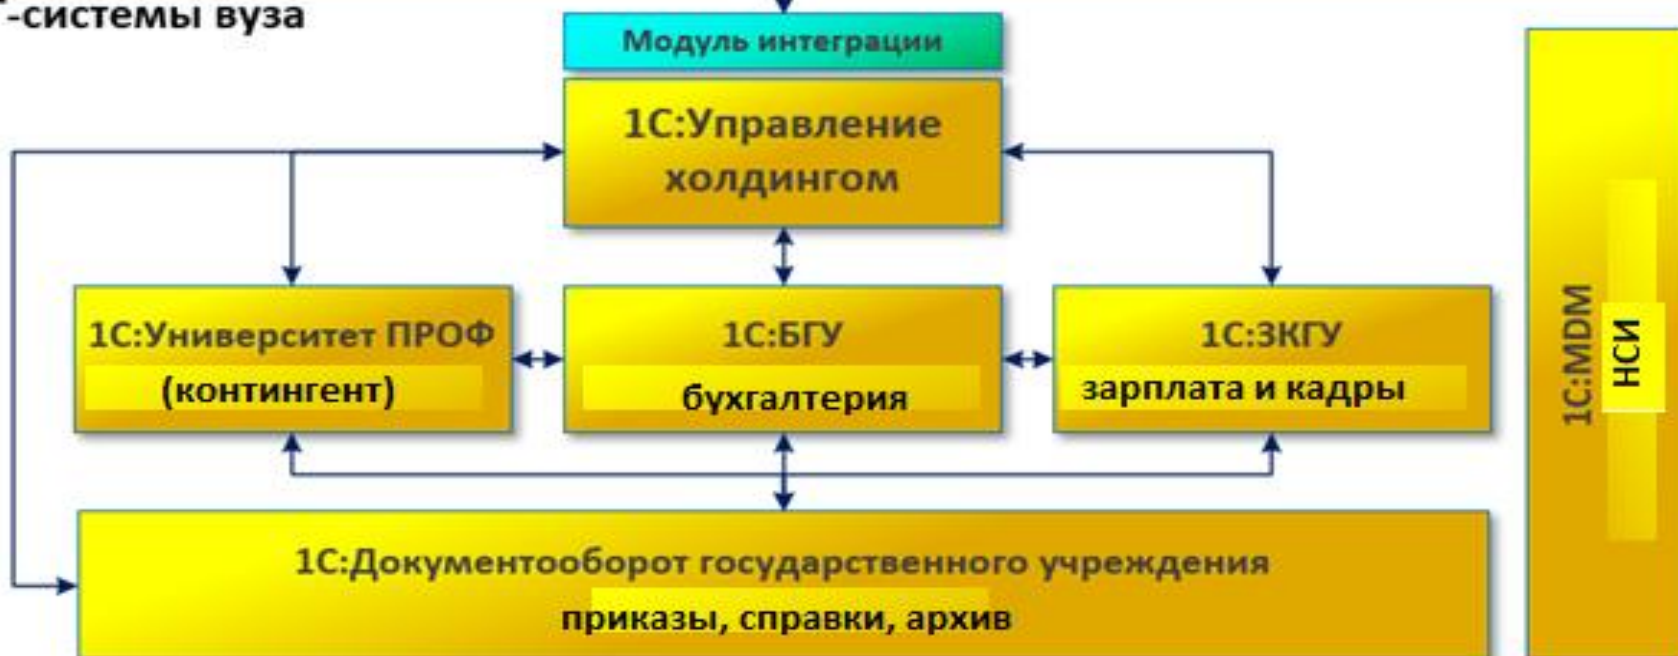 -системы вуза
Модуль интеграции
1С:Управление
холдингом
1С:Университет ПРОФ
(контингент)
1С:БГУ
бухгалтерия
1С:ЗКГУ
зарплата и кадры
1С:Документооборот государственного учреждения
приказы, справки, архив
1С:MDM
НСИ